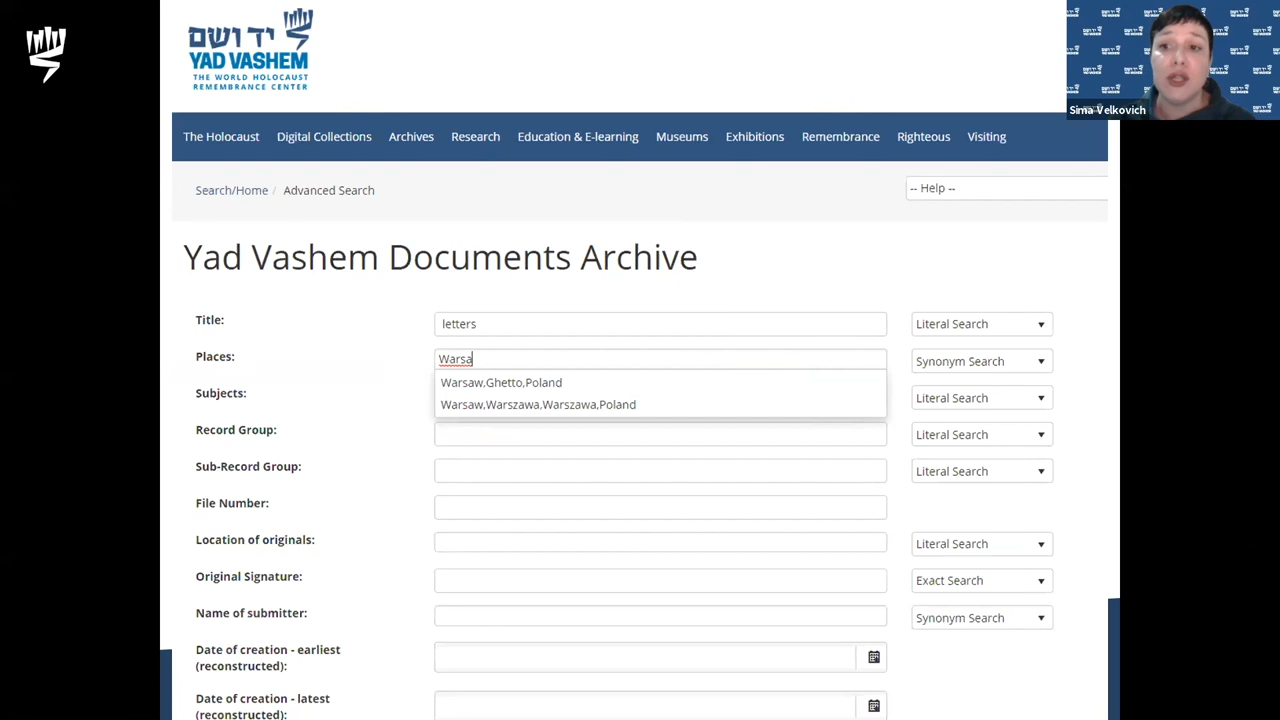 יד ושם
YAD VASHEM
THE WORLD HOLOCAUST
REMEMBRANCE CENTER
Sima Velkovich
The Holocaust Digital Collections Archives Research Education & E-learning Museums Exhibitions Remembrance Righteous Visiting
Search/Home / Advanced Search
-- Help --
Yad Vashem Documents Archive
Title: letters Literal Search
Places: Warsa Synonym Search
Warsaw,Ghetto,Poland
Subjects: Literal Search
Warsaw,Warszawa,Warszawa,Poland
Record Group: Literal Search
Sub-Record Group: Literal Search
File Number:
Location of originals: Literal Search
Original Signature: Exact Search
Name of submitter: Synonym Search
Date of creation - earliest
(reconstructed):
Date of creation - latest
(reconstructed):